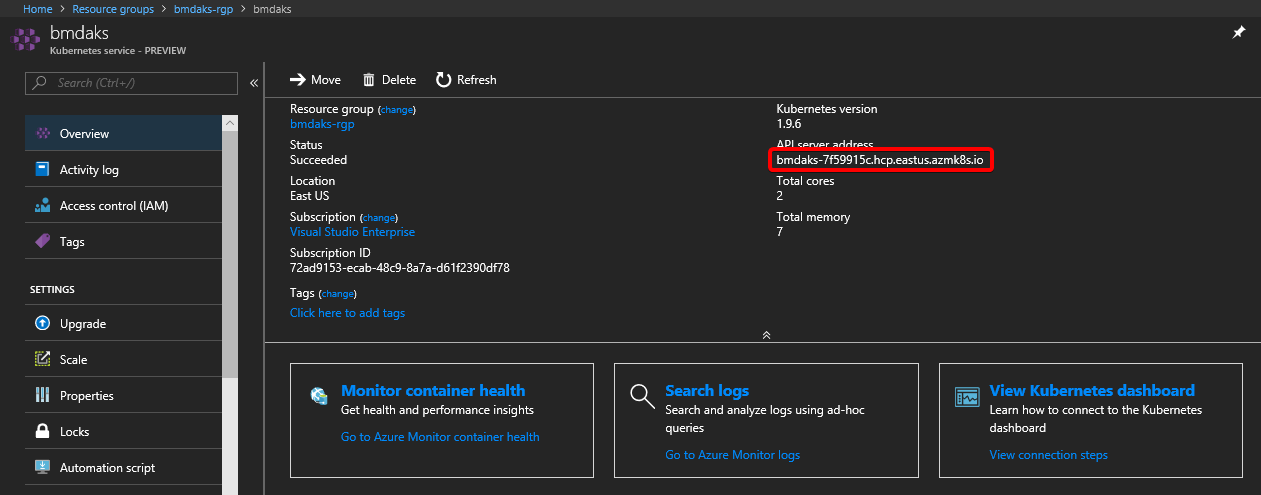 Home > Resource groups > bmdaks-rgp > bmdaks
bmdaks
Kubernetes service - PREVIEW
Search (Ctrl+/)
«
Overview
Activity log
Access control (IAM)
Tags
SETTINGS
Upgrade
Scale
Properties
Locks
Automation script
Move Delete Refresh
Resource group (change)
bmdaks-rgp
Status
Succeeded
Location
East US
Subscription (change)
Visual Studio Enterprise
Subscription ID
72ad9153-ecab-48c9-8a7a-d61f2390df78
Tags (change)
Click here to add tags
Kubernetes version
1.9.6
API server address
bmdaks-7f59915c.hcp.eastus.azmk8s.io
Total cores
2
Total memory
7
Monitor container health
Get health and performance insights
Go to Azure Monitor container health
Search logs
Search and analyze logs using ad-hoc
queries
Go to Azure Monitor logs
View Kubernetes dashboard
Learn how to connect to the Kubernetes
dashboard
View connection steps